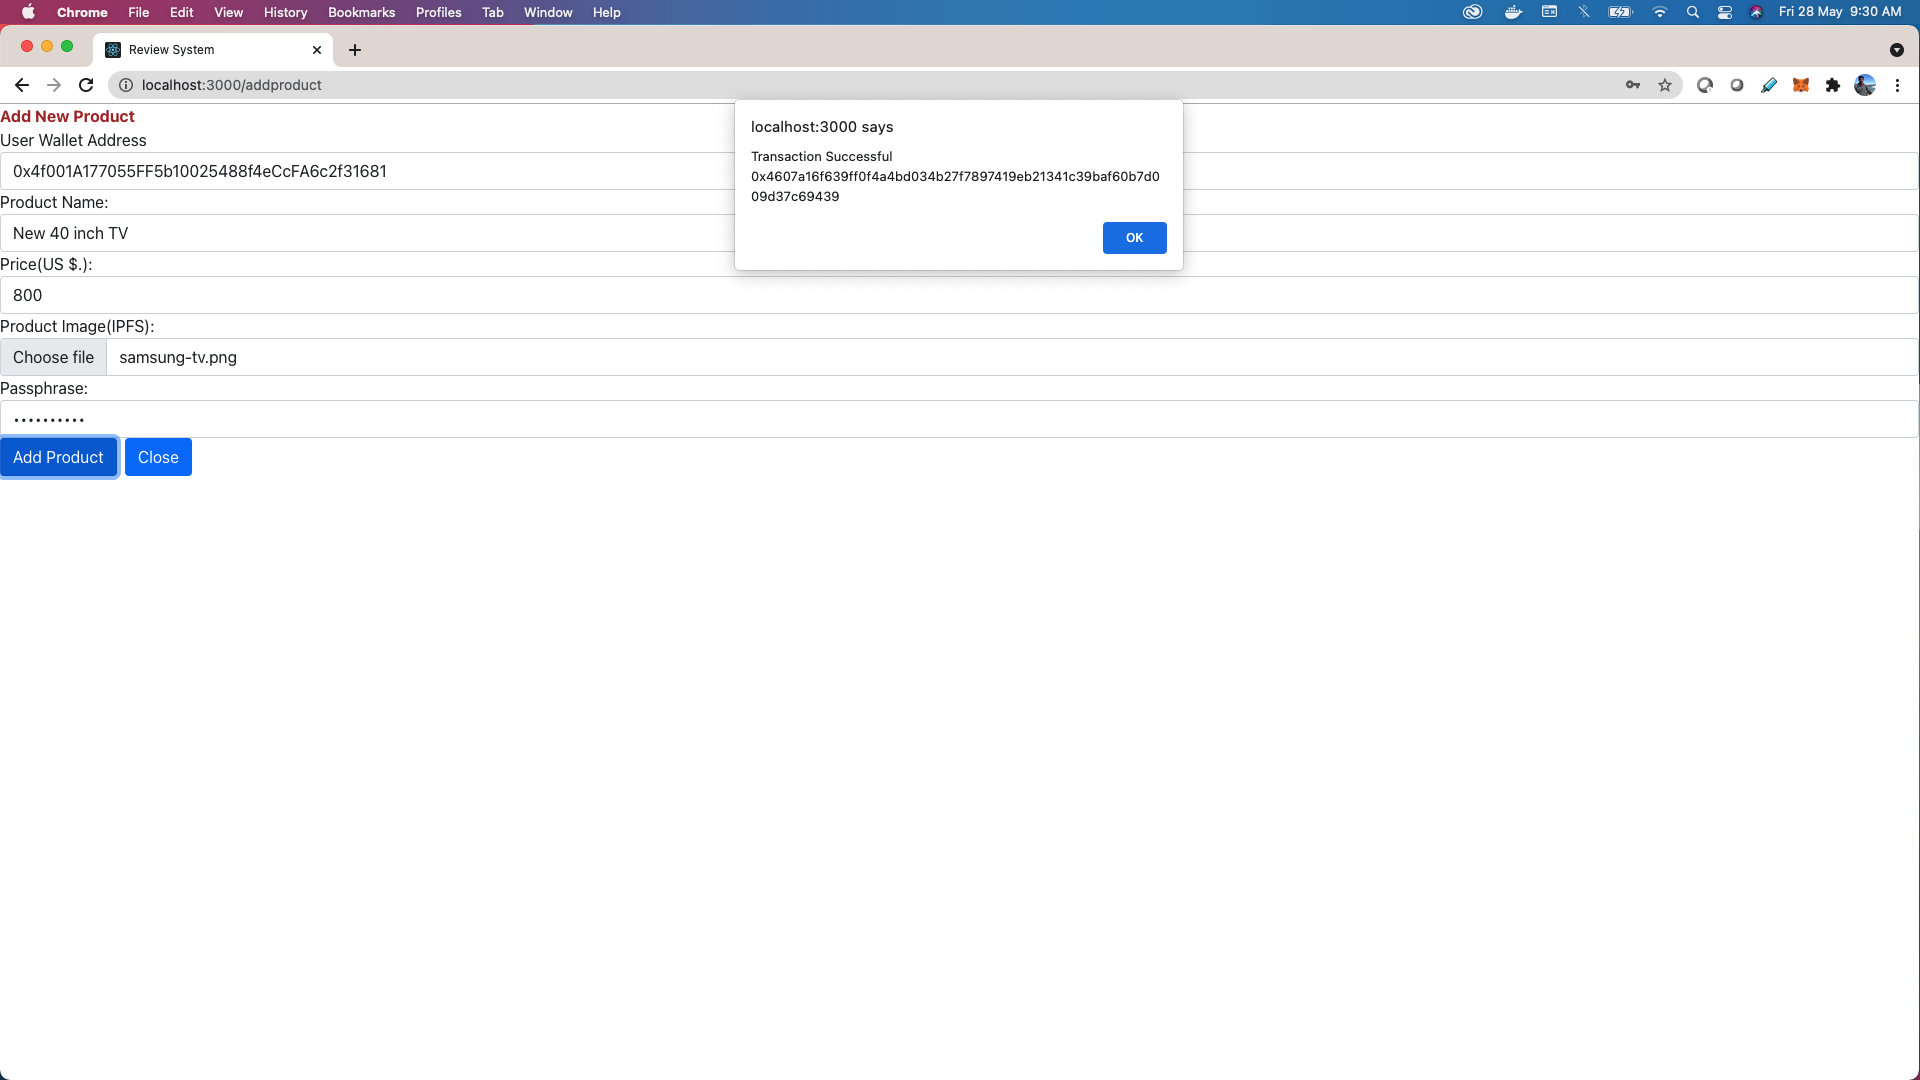 Chrome File Edit View History Bookmarks Profiles Tab Window Help Fri 28 May 9:30 AM
Review System
localhost:3000/addproduct
Add New Product
User Wallet Address
0x4f001A177055FF5b10025488f4eCcFA6c2f31681
Product Name:
New 40 inch TV
Price(US $.):
800
Product Image(IPFS):
Choose file samsung-tv.png
Passphrase:
••••••••••
Add Product Close
localhost:3000 says
Transaction Successful
0x4607a16f639ff0f4a4bd034b27f7897419eb21341c39baf60b7d0
09d37c69439
OK